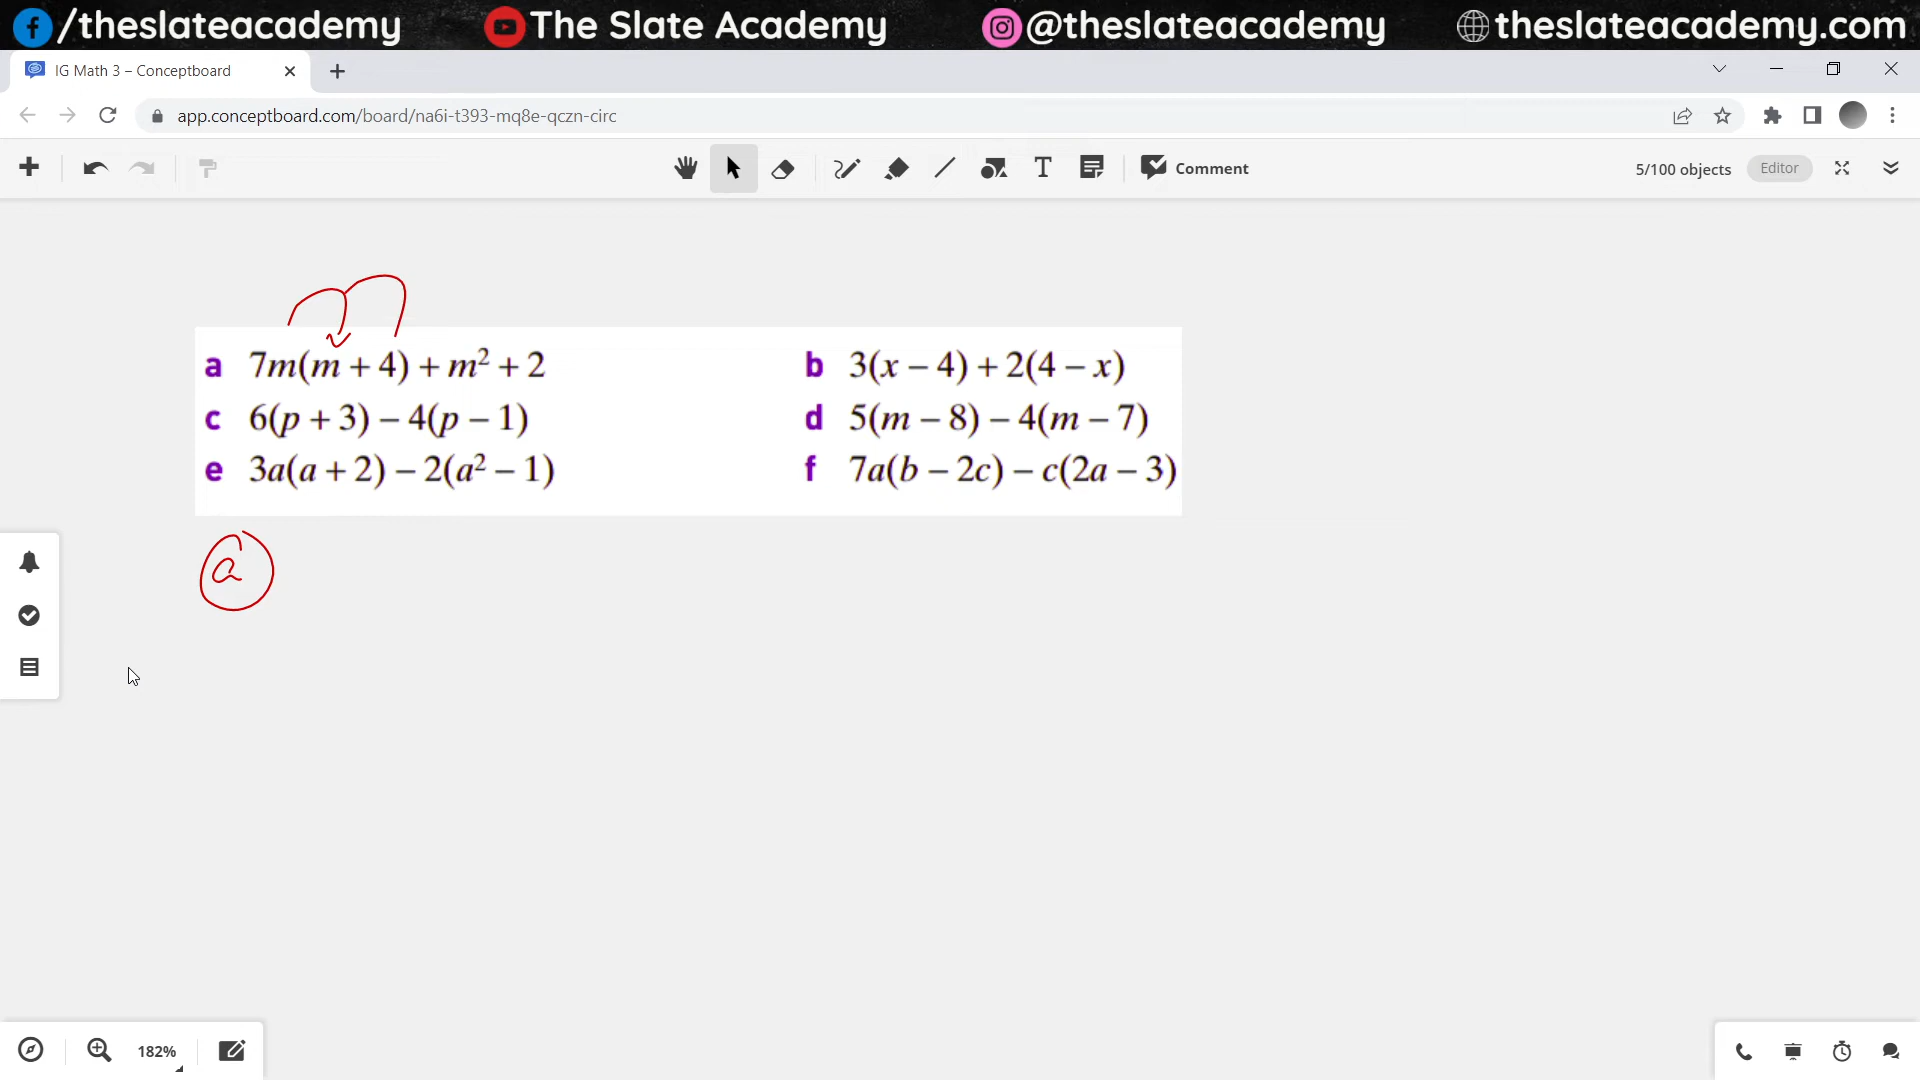 /theslateacademy The Slate Academy @theslateacademy theslateacademy.com
IG Math 3 – Conceptboard
app.conceptboard.com/board/na6i-t393-mq8e-qczn-circ
T Comment 5/100 objects Editor
a 7m(m + 4) + m² + 2 b 3(x – 4) + 2(4 – x)
c 6(p + 3) – 4(p – 1) d 5(m – 8) – 4(m – 7)
e 3a(a + 2) – 2(a² – 1) f 7a(b – 2c) – c(2a – 3)
a
182%